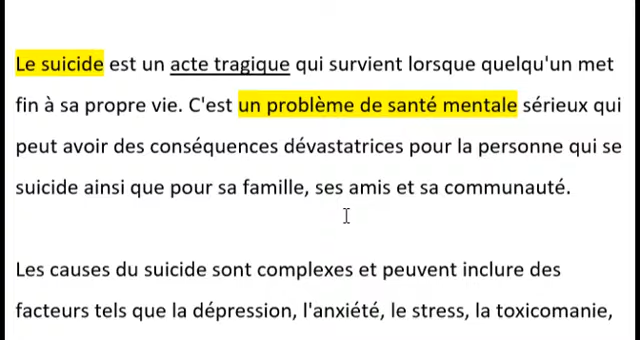 Le suicide est un acte tragique qui survient lorsque quelqu'un met
fin à sa propre vie. C'est un problème de santé mentale sérieux qui
peut avoir des conséquences dévastatrices pour la personne qui se
suicide ainsi que pour sa famille, ses amis et sa communauté.
Les causes du suicide sont complexes et peuvent inclure des
facteurs tels que la dépression, l'anxiété, le stress, la toxicomanie,